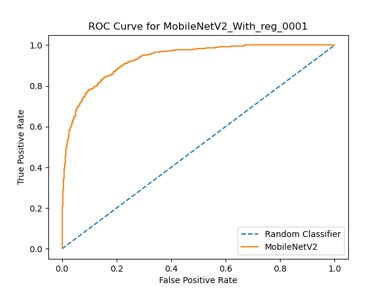 ROC Curve for MobileNetV2_With_reg_0001
True Positive Rate
1.0
0.8
0.6
0.4
0.2
0.0
Random Classifier
MobileNetV2
0.0 0.2 0.4 0.6 0.8 1.0
False Positive Rate